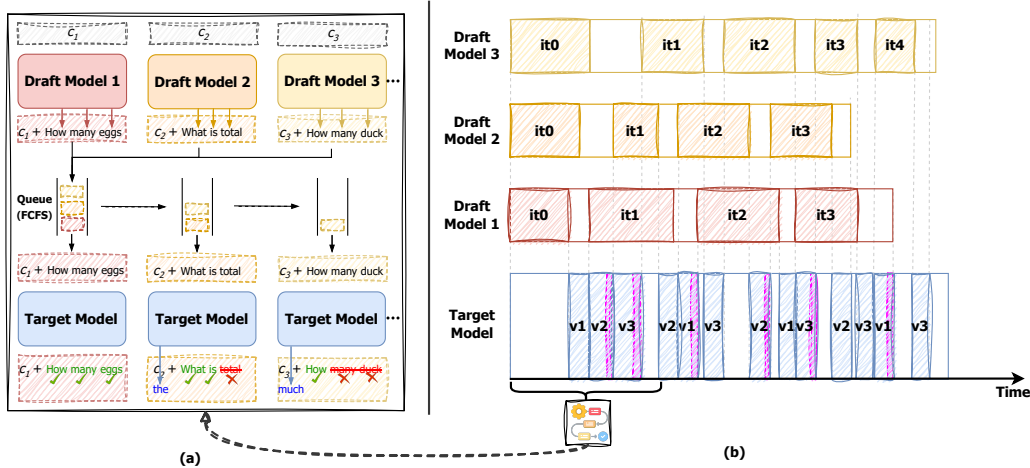 c1 c2 c3
Draft Model 1 Draft Model 2 Draft Model 3 ...
c1 + How many eggs c2 + What is total c3 + How many duck
Queue
(FCFS)
c1 + How many eggs c2 + What is total c3 + How many duck
Target Model Target Model Target Model ...
c1 + How many eggs c2 + What is total c3 + How many duck
the much
(a)
Draft
Model 3
it0 it1 it2 it3 it4
Draft
Model 2
it0 it1 it2 it3
Draft
Model 1
it0 it1 it2 it3
Target
Model
v1 v2 v3 v2 v1 v3 v2 v1 v3 v2 v3 v1 v3
Time
(b)